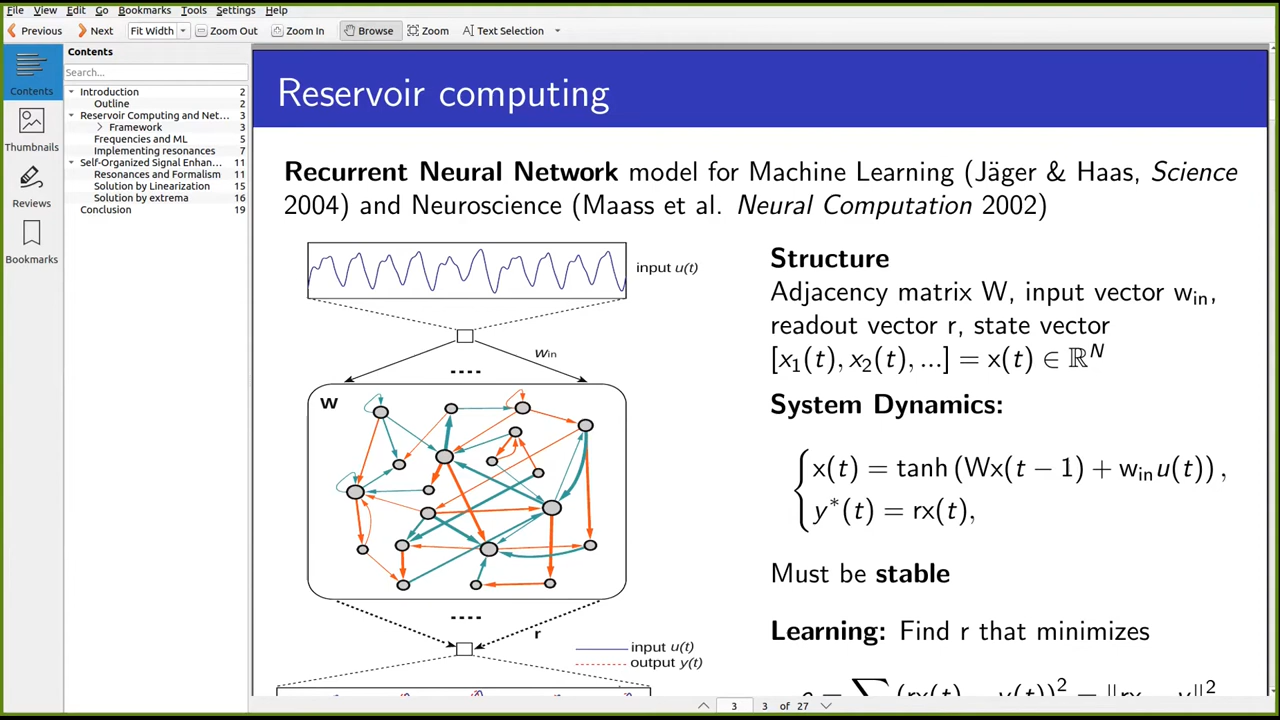 File Edit View Go Bookmarks Tools Settings Help
Previous Next Fit Width Zoom Out Zoom In Browse Zoom Text Selection
Contents
Search...
Contents
Thumbnails
Reviews
Bookmarks
Introduction 2
Outline 2
Reservoir Computing and Net... 3
Framework 3
Frequencies and ML 5
Implementing resonances 7
Self-Organized Signal Enhan... 11
Resonances and Formalism 11
Solution by Linearization 15
Solution by extrema 16
Conclusion 19
Reservoir computing
Recurrent Neural Network model for Machine Learning (Jäger & Haas, Science
2004) and Neuroscience (Maass et al. Neural Computation 2002)
input u(t)
w_in
....
W
....
r
input u(t)
output y(t)
Structure
Adjacency matrix W, input vector w_in,
readout vector r, state vector
[x₁(t), x₂(t), ...] = x(t) ∈ ℝᴺ
System Dynamics:
x(t) = tanh (Wx(t − 1) + w_in u(t)) ,
y*(t) = rx(t),
Must be stable
Learning: Find r that minimizes
3 3 of 27